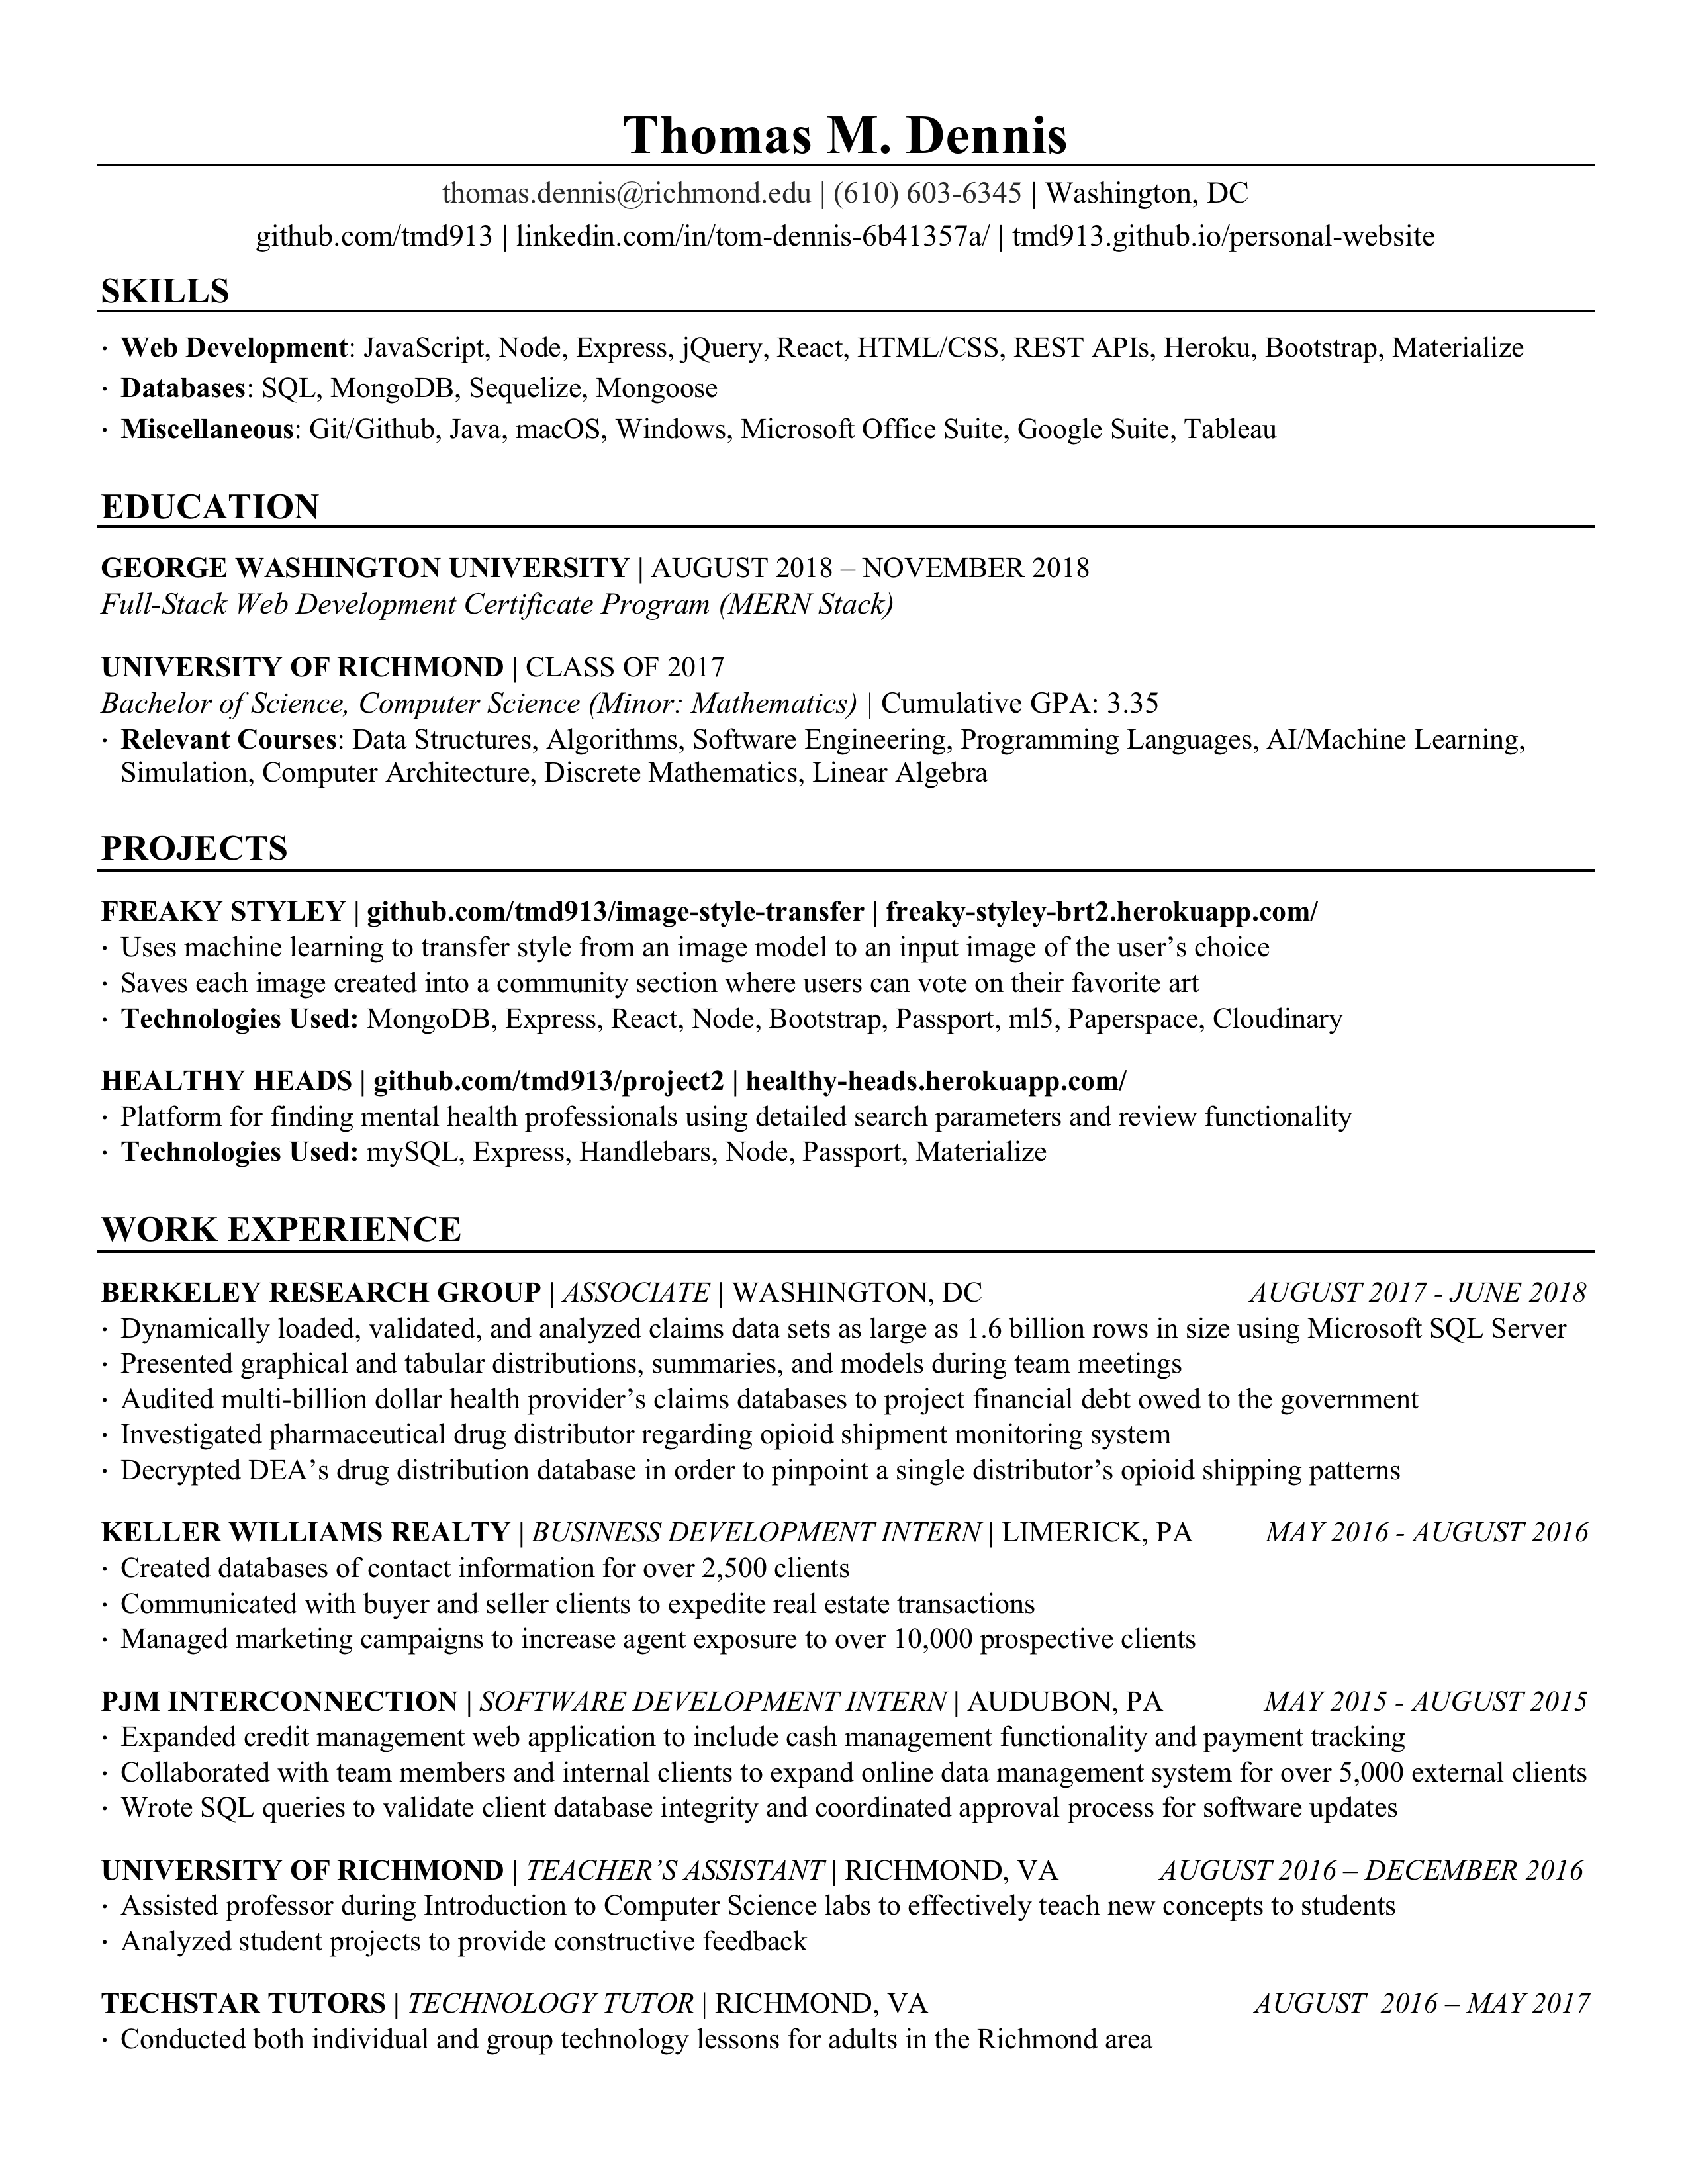 Thomas M. Dennis
thomas.dennis@richmond.edu | (610) 603-6345 | Washington, DC
github.com/tmd913 | linkedin.com/in/tom-dennis-6b41357a/ | tmd913.github.io/personal-website
SKILLS
· Web Development: JavaScript, Node, Express, jQuery, React, HTML/CSS, REST APIs, Heroku, Bootstrap, Materialize
· Databases: SQL, MongoDB, Sequelize, Mongoose
· Miscellaneous: Git/Github, Java, macOS, Windows, Microsoft Office Suite, Google Suite, Tableau
EDUCATION
GEORGE WASHINGTON UNIVERSITY | AUGUST 2018 – NOVEMBER 2018
Full-Stack Web Development Certificate Program (MERN Stack)
UNIVERSITY OF RICHMOND | CLASS OF 2017
Bachelor of Science, Computer Science (Minor: Mathematics) | Cumulative GPA: 3.35
· Relevant Courses: Data Structures, Algorithms, Software Engineering, Programming Languages, AI/Machine Learning,
Simulation, Computer Architecture, Discrete Mathematics, Linear Algebra
PROJECTS
FREAKY STYLEY | github.com/tmd913/image-style-transfer | freaky-styley-brt2.herokuapp.com/
· Uses machine learning to transfer style from an image model to an input image of the user’s choice
· Saves each image created into a community section where users can vote on their favorite art
· Technologies Used: MongoDB, Express, React, Node, Bootstrap, Passport, ml5, Paperspace, Cloudinary
HEALTHY HEADS | github.com/tmd913/project2 | healthy-heads.herokuapp.com/
· Platform for finding mental health professionals using detailed search parameters and review functionality
· Technologies Used: mySQL, Express, Handlebars, Node, Passport, Materialize
WORK EXPERIENCE
BERKELEY RESEARCH GROUP | ASSOCIATE | WASHINGTON, DC AUGUST 2017 - JUNE 2018
· Dynamically loaded, validated, and analyzed claims data sets as large as 1.6 billion rows in size using Microsoft SQL Server
· Presented graphical and tabular distributions, summaries, and models during team meetings
· Audited multi-billion dollar health provider’s claims databases to project financial debt owed to the government
· Investigated pharmaceutical drug distributor regarding opioid shipment monitoring system
· Decrypted DEA’s drug distribution database in order to pinpoint a single distributor’s opioid shipping patterns
KELLER WILLIAMS REALTY | BUSINESS DEVELOPMENT INTERN | LIMERICK, PA MAY 2016 - AUGUST 2016
· Created databases of contact information for over 2,500 clients
· Communicated with buyer and seller clients to expedite real estate transactions
· Managed marketing campaigns to increase agent exposure to over 10,000 prospective clients
PJM INTERCONNECTION | SOFTWARE DEVELOPMENT INTERN | AUDUBON, PA MAY 2015 - AUGUST 2015
· Expanded credit management web application to include cash management functionality and payment tracking
· Collaborated with team members and internal clients to expand online data management system for over 5,000 external clients
· Wrote SQL queries to validate client database integrity and coordinated approval process for software updates
UNIVERSITY OF RICHMOND | TEACHER’S ASSISTANT | RICHMOND, VA AUGUST 2016 – DECEMBER 2016
· Assisted professor during Introduction to Computer Science labs to effectively teach new concepts to students
· Analyzed student projects to provide constructive feedback
TECHSTAR TUTORS | TECHNOLOGY TUTOR | RICHMOND, VA AUGUST 2016 – MAY 2017
· Conducted both individual and group technology lessons for adults in the Richmond area